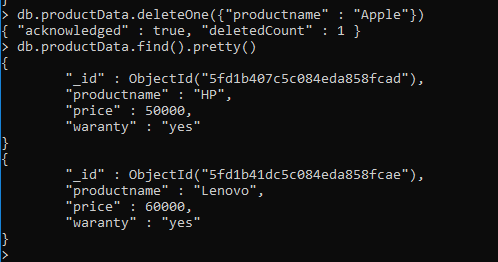 > db.productData.deleteOne({"productname" : "Apple"})
{ "acknowledged" : true, "deletedCount" : 1 }
> db.productData.find().pretty()
{
        "_id" : ObjectId("5fd1b407c5c084eda858fcad"),
        "productname" : "HP",
        "price" : 50000,
        "waranty" : "yes"
}
{
        "_id" : ObjectId("5fd1b41dc5c084eda858fcae"),
        "productname" : "Lenovo",
        "price" : 60000,
        "waranty" : "yes"
}
>